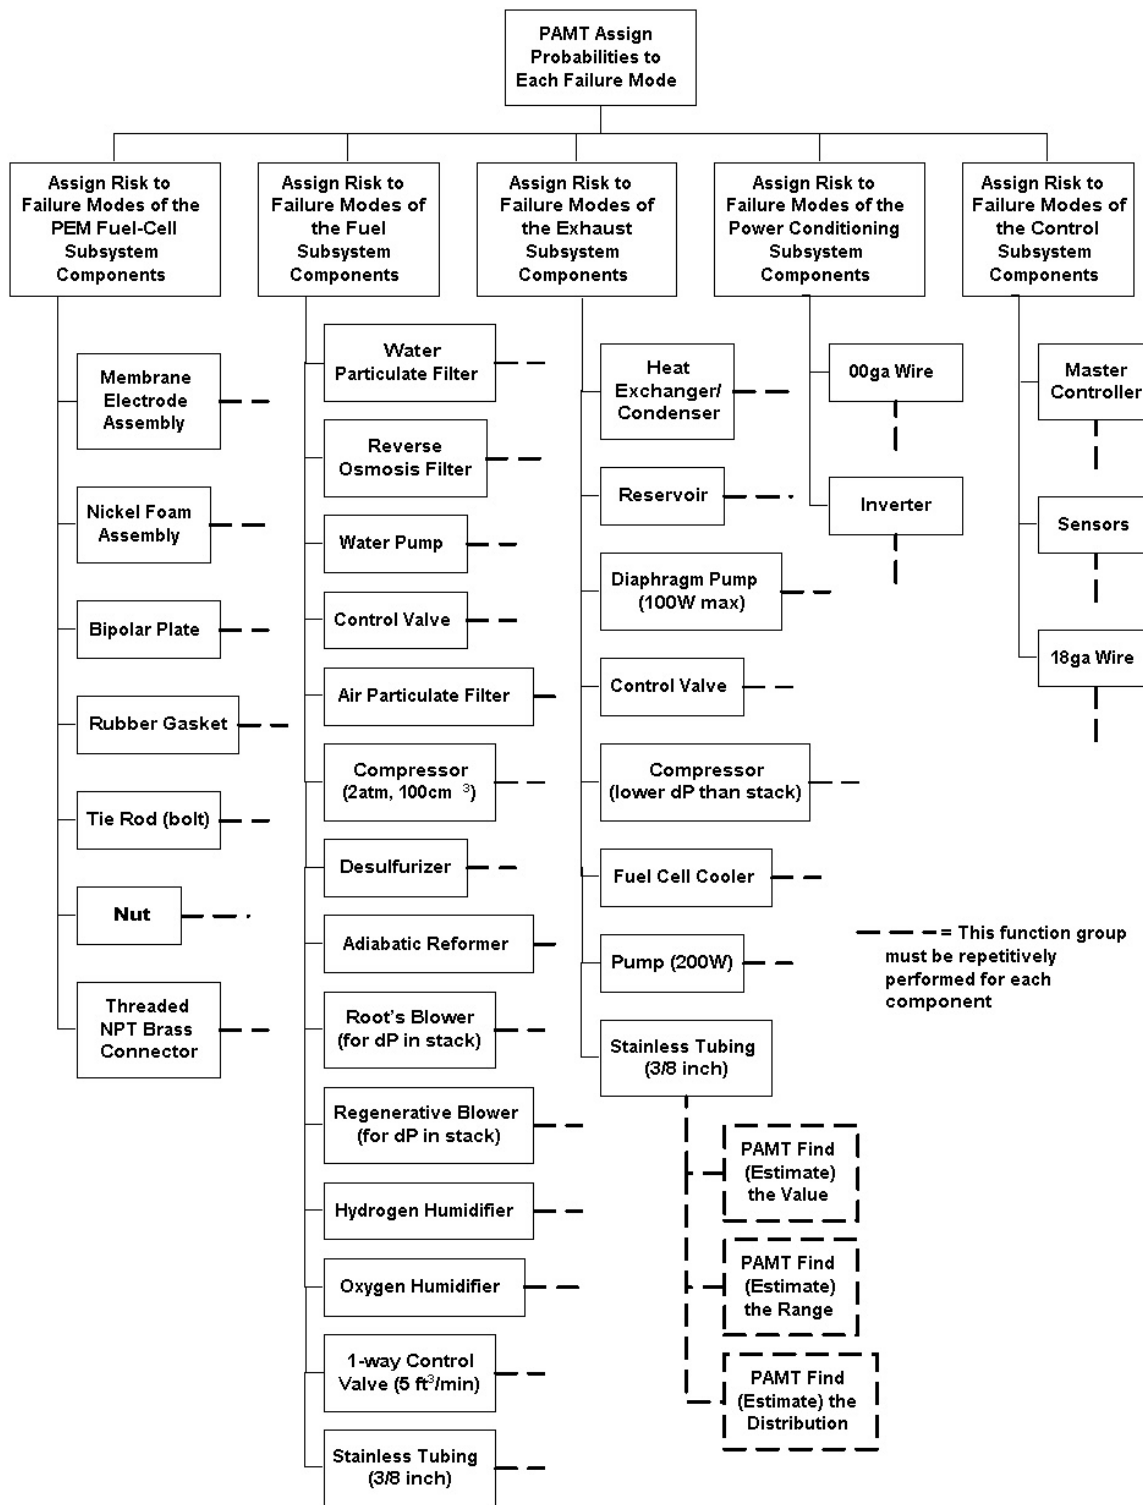 PAMT Assign
Probabilities to
Each Failure Mode
Assign Risk to
Failure Modes of the
PEM Fuel-Cell
Subsystem
Components
Membrane
Electrode
Assembly
Nickel Foam
Assembly
Bipolar Plate
Rubber Gasket
Tie Rod (bolt)
Nut
Threaded
NPT Brass
Connector
Assign Risk to
Failure Modes of
the Fuel
Subsystem
Components
Water
Particulate Filter
Reverse
Osmosis Filter
Water Pump
Control Valve
Air Particulate Filter
Compressor
(2atm, 100cm ³)
Desulfurizer
Adiabatic Reformer
Root's Blower
(for dP in stack)
Regenerative Blower
(for dP in stack)
Hydrogen Humidifier
Oxygen Humidifier
1-way Control
Valve (5 ft³/min)
Stainless Tubing
(3/8 inch)
Assign Risk to
Failure Modes of
the Exhaust
Subsystem
Components
Heat
Exchanger/
Condenser
Reservoir
Diaphragm Pump
(100W max)
Control Valve
Compressor
(lower dP than stack)
Fuel Cell Cooler
Pump (200W)
Stainless Tubing
(3/8 inch)
PAMT Find
(Estimate)
the Value
PAMT Find
(Estimate)
the Range
PAMT Find
(Estimate) the
Distribution
Assign Risk to
Failure Modes of the
Power Conditioning
Subsystem
Components
00ga Wire
Inverter
Assign Risk to
Failure Modes of
the Control
Subsystem
Components
Master
Controller
Sensors
18ga Wire
= This function group
must be repetitively
performed for each
component